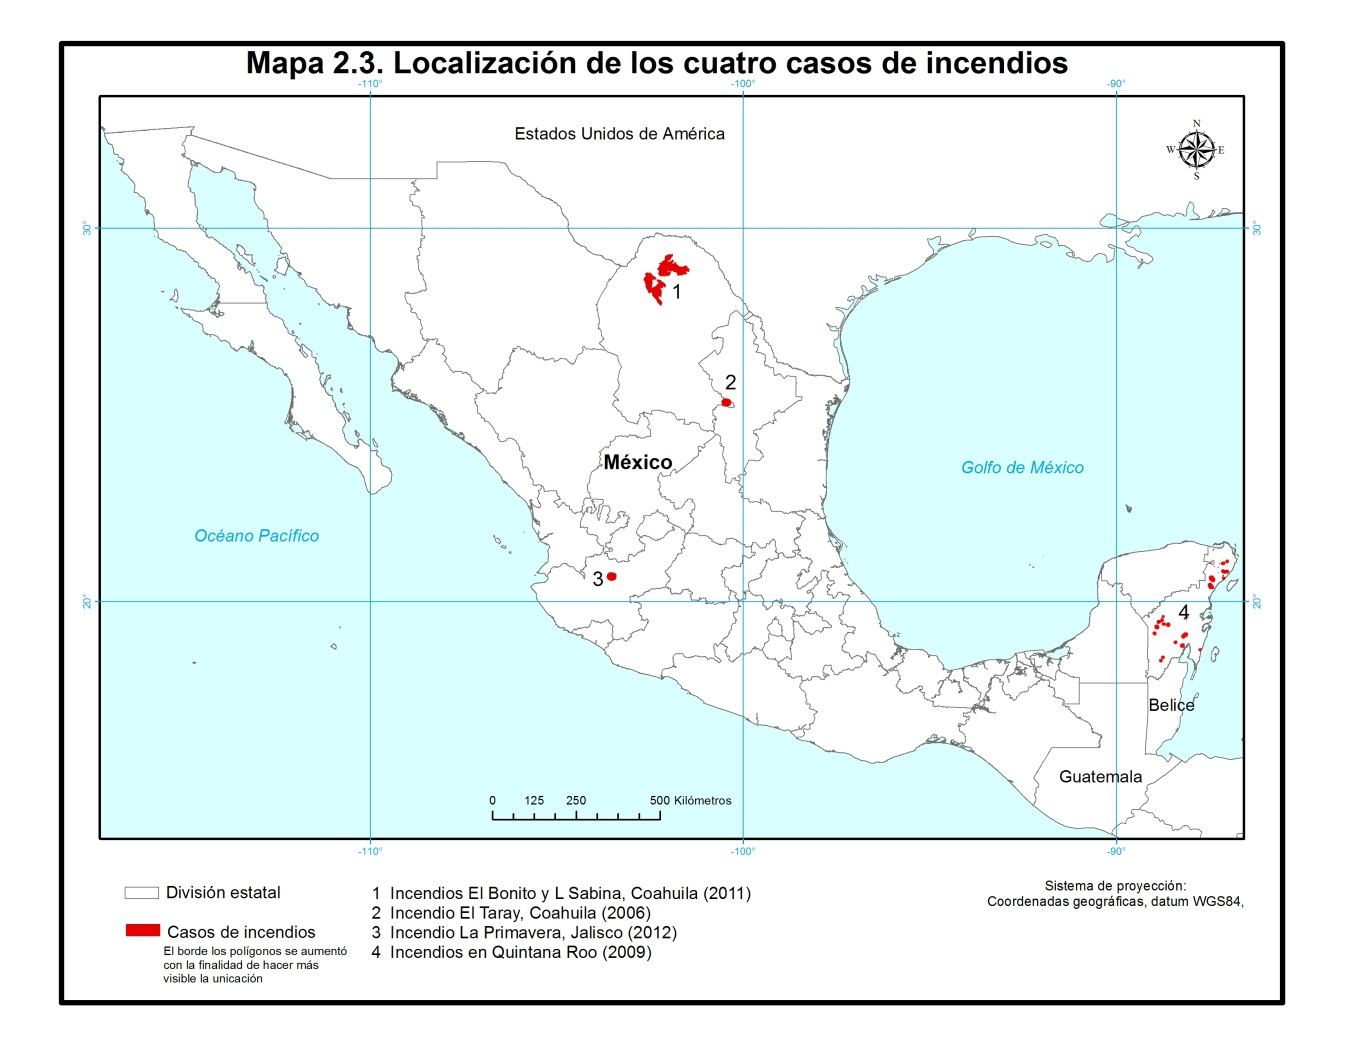 Mapa 2.3. Localización de los cuatro casos de incendios
-110°
-100°
-90°
Estados Unidos de América
N
W
E
S
30°
30°
1
2
México
Golfo de México
Océano Pacífico
3
20°
20°
4
Belice
Guatemala
0 125 250 500 Kilómetros
-110°
-100°
-90°
División estatal
Casos de incendios
El borde los polígonos se aumentó
con la finalidad de hacer más
visible la unicación
1 Incendios El Bonito y L Sabina, Coahuila (2011)
2 Incendio El Taray, Coahuila (2006)
3 Incendio La Primavera, Jalisco (2012)
4 Incendios en Quintana Roo (2009)
Sistema de proyección:
Coordenadas geográficas, datum WGS84,